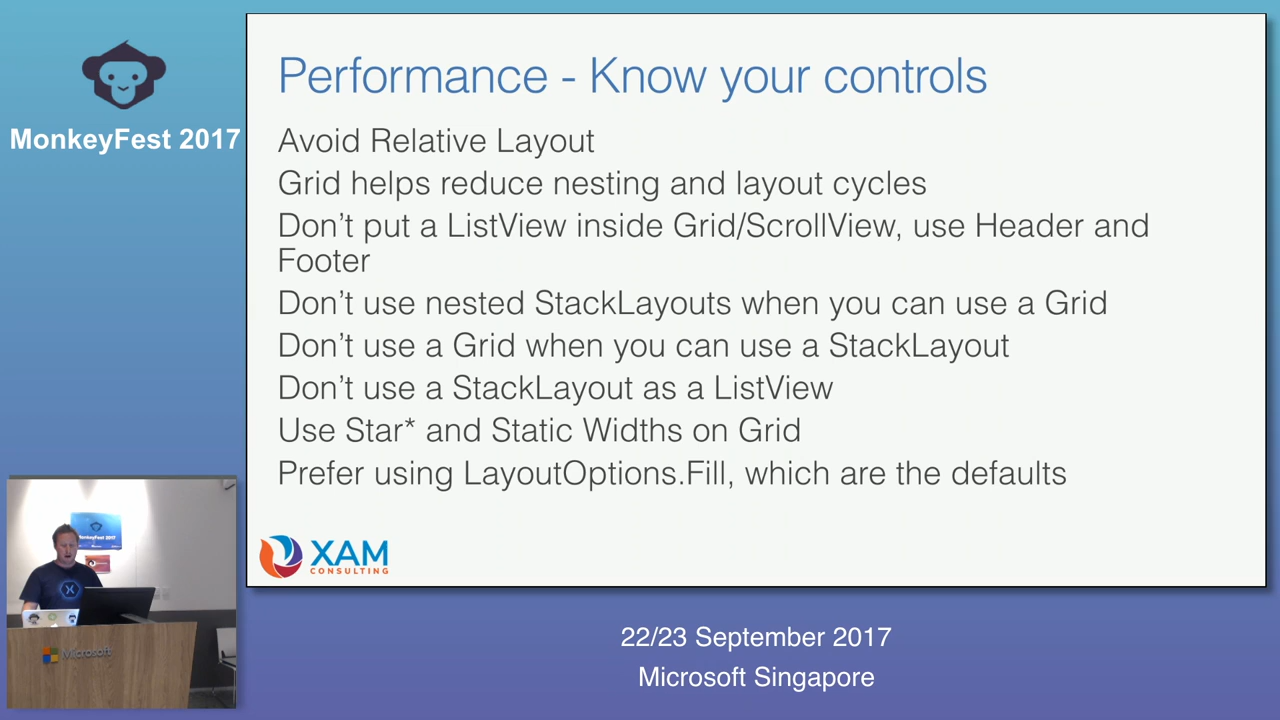 MonkeyFest 2017
Performance - Know your controls
Avoid Relative Layout
Grid helps reduce nesting and layout cycles
Don’t put a ListView inside Grid/ScrollView, use Header and
Footer
Don’t use nested StackLayouts when you can use a Grid
Don’t use a Grid when you can use a StackLayout
Don’t use a StackLayout as a ListView
Use Star* and Static Widths on Grid
Prefer using LayoutOptions.Fill, which are the defaults
XAM
CONSULTING
MonkeyFest 2017
Microsoft
22/23 September 2017
Microsoft Singapore